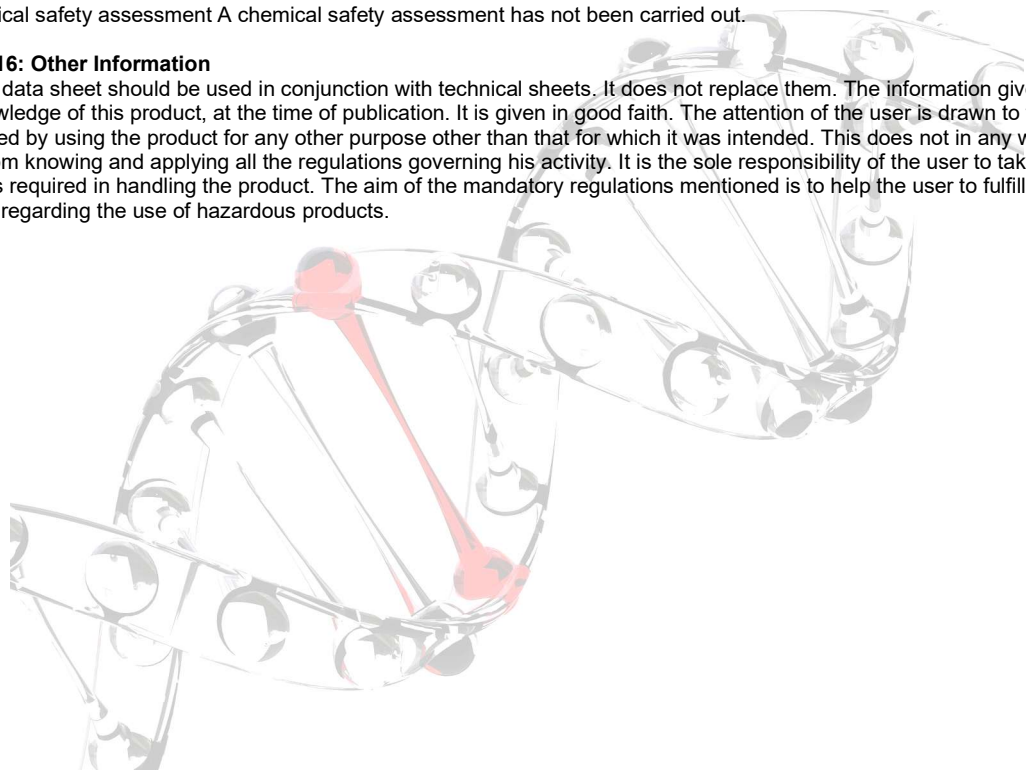 ical safety assessment A chemical safety assessment has not been carried out.
16: Other Information
data sheet should be used in conjunction with technical sheets. It does not replace them. The information giv
wledge of this product, at the time of publication. It is given in good faith. The attention of the user is drawn to
ed by using the product for any other purpose other than that for which it was intended. This does not in any w
om knowing and applying all the regulations governing his activity. It is the sole responsibility of the user to tak
s required in handling the product. The aim of the mandatory regulations mentioned is to help the user to fulfill
regarding the use of hazardous products.